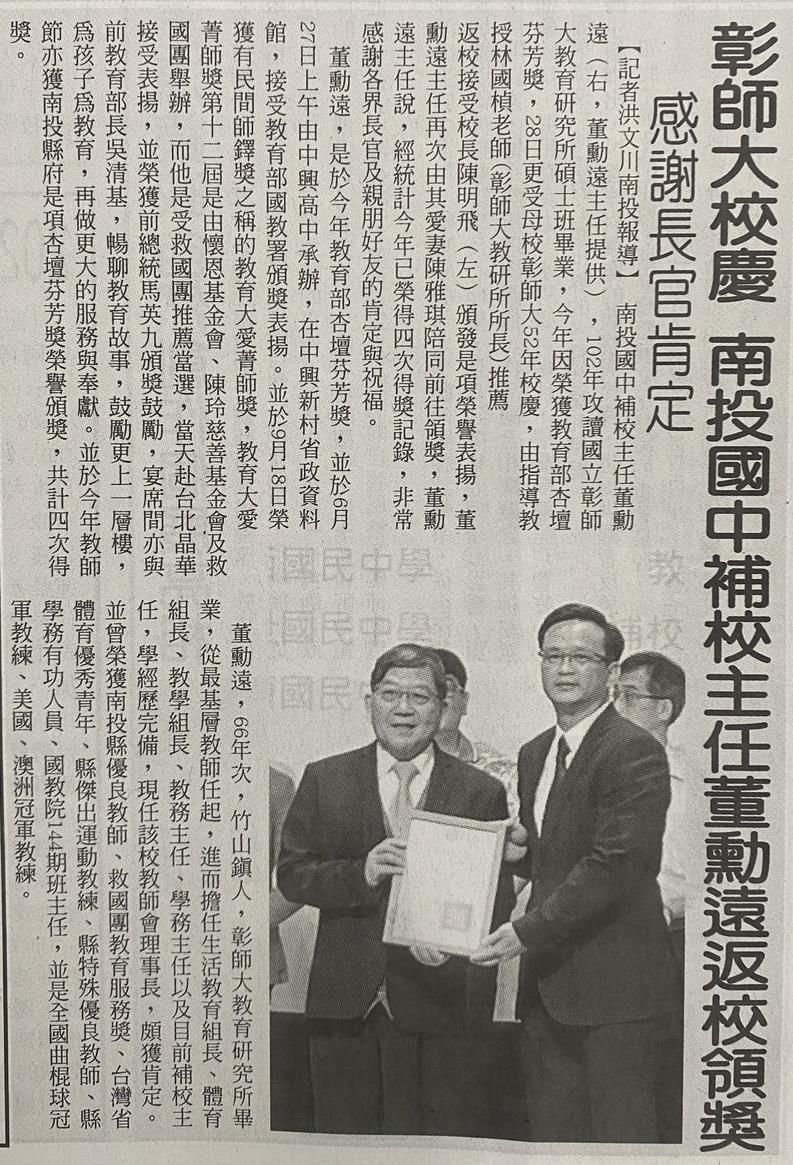 彰師大校慶 南投國中補校主任董勳遠返校領獎
感謝長官肯定
【記者洪文川南投報導】 南投國中補校主任董勳
遠（右，董勳遠主任提供），102年攻讀國立彰師
大教育研究所碩士班畢業，今年因榮獲教育部杏壇
芬芳獎，28日更受母校彰師大52年校慶，由指導教
授林國楨老師（彰師大教研所所長）推薦
返校接受校長陳明飛（左）頒發是項榮譽表揚，董
勳遠主任再次由其愛妻陳雅琪陪同前往領獎，董勳
遠主任說，經統計今年已榮得四次得獎記錄，非常
感謝各界長官及親朋好友的肯定與祝福。
董勳遠，是於今年教育部杏壇芬芳獎，並於6月
27日上午由中興高中承辦，在中興新村省政資料
館，接受教育部國教署頒獎表揚。並於9月18日榮
獲有民間師鐸獎之稱的教育大愛菁師獎，教育大愛
菁師獎第十二屆是由懷恩基金會、陳玲慈善基金會及救
國團舉辦，而他是受救國團推薦當選，當天赴台北晶華
接受表揚，並榮獲前總統馬英九頒獎鼓勵，宴席間亦與
前教育部長吳清基，暢聊教育故事，鼓勵更上一層樓，
為孩子為教育，再做更大的服務與奉獻。並於今年教師
節亦獲南投縣府是項杏壇芬芳獎榮譽頒獎，共計四次得
獎。
董勳遠，66年次，竹山鎮人，彰師大教育研究所畢
業，從最基層教師任起，進而擔任生活教育組長、體育
組長、教學組長、教務主任、學務主任以及目前補校主
任，學經歷完備，現任該校教師會理事長，頗獲肯定。
並曾榮獲南投縣優良教師、救國團教育服務獎、台灣省
體育優秀青年、縣傑出運動教練、縣特殊優良教師、縣
學務有功人員、國教院144期班主任，並是全國曲棍球冠
軍教練、美國、澳洲冠軍教練。